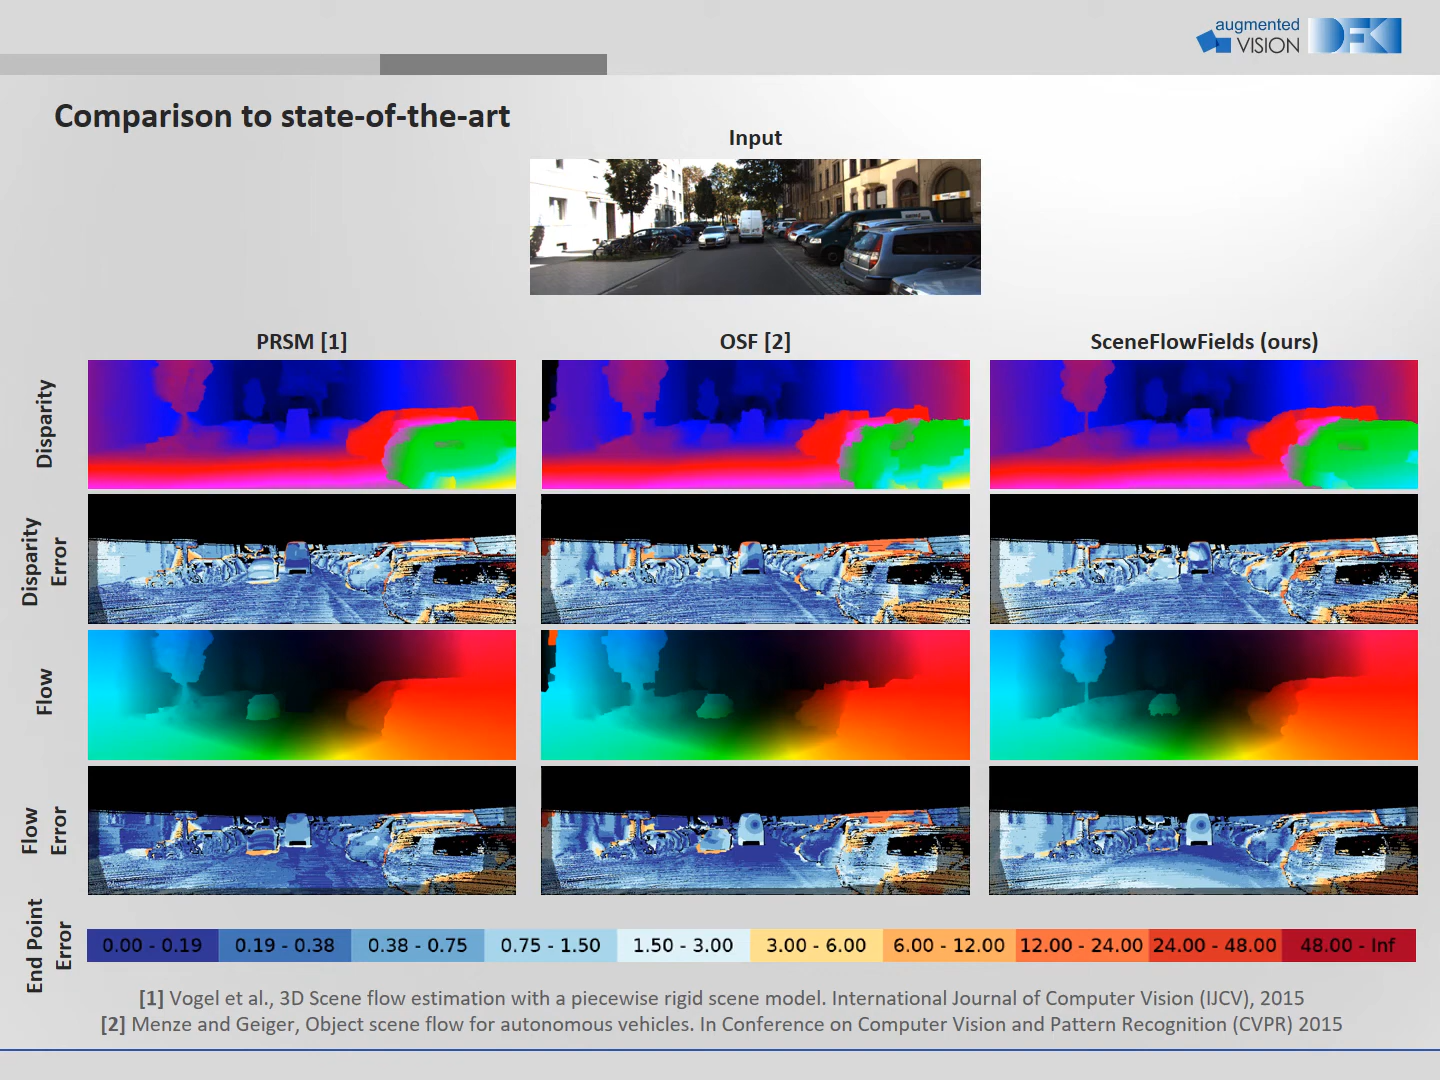 augmented
VISION
DFKI
Comparison to state-of-the-art
Input
PRSM [1]
OSF [2]
SceneFlowFields (ours)
Disparity
Disparity
Error
Flow
Flow
Error
End Point
Error
0.00 - 0.19
0.19 - 0.38
0.38 - 0.75
0.75 - 1.50
1.50 - 3.00
3.00 - 6.00
6.00 - 12.00
12.00 - 24.00
24.00 - 48.00
48.00 - Inf
[1] Vogel et al., 3D Scene flow estimation with a piecewise rigid scene model. International Journal of Computer Vision (IJCV), 2015
[2] Menze and Geiger, Object scene flow for autonomous vehicles. In Conference on Computer Vision and Pattern Recognition (CVPR) 2015